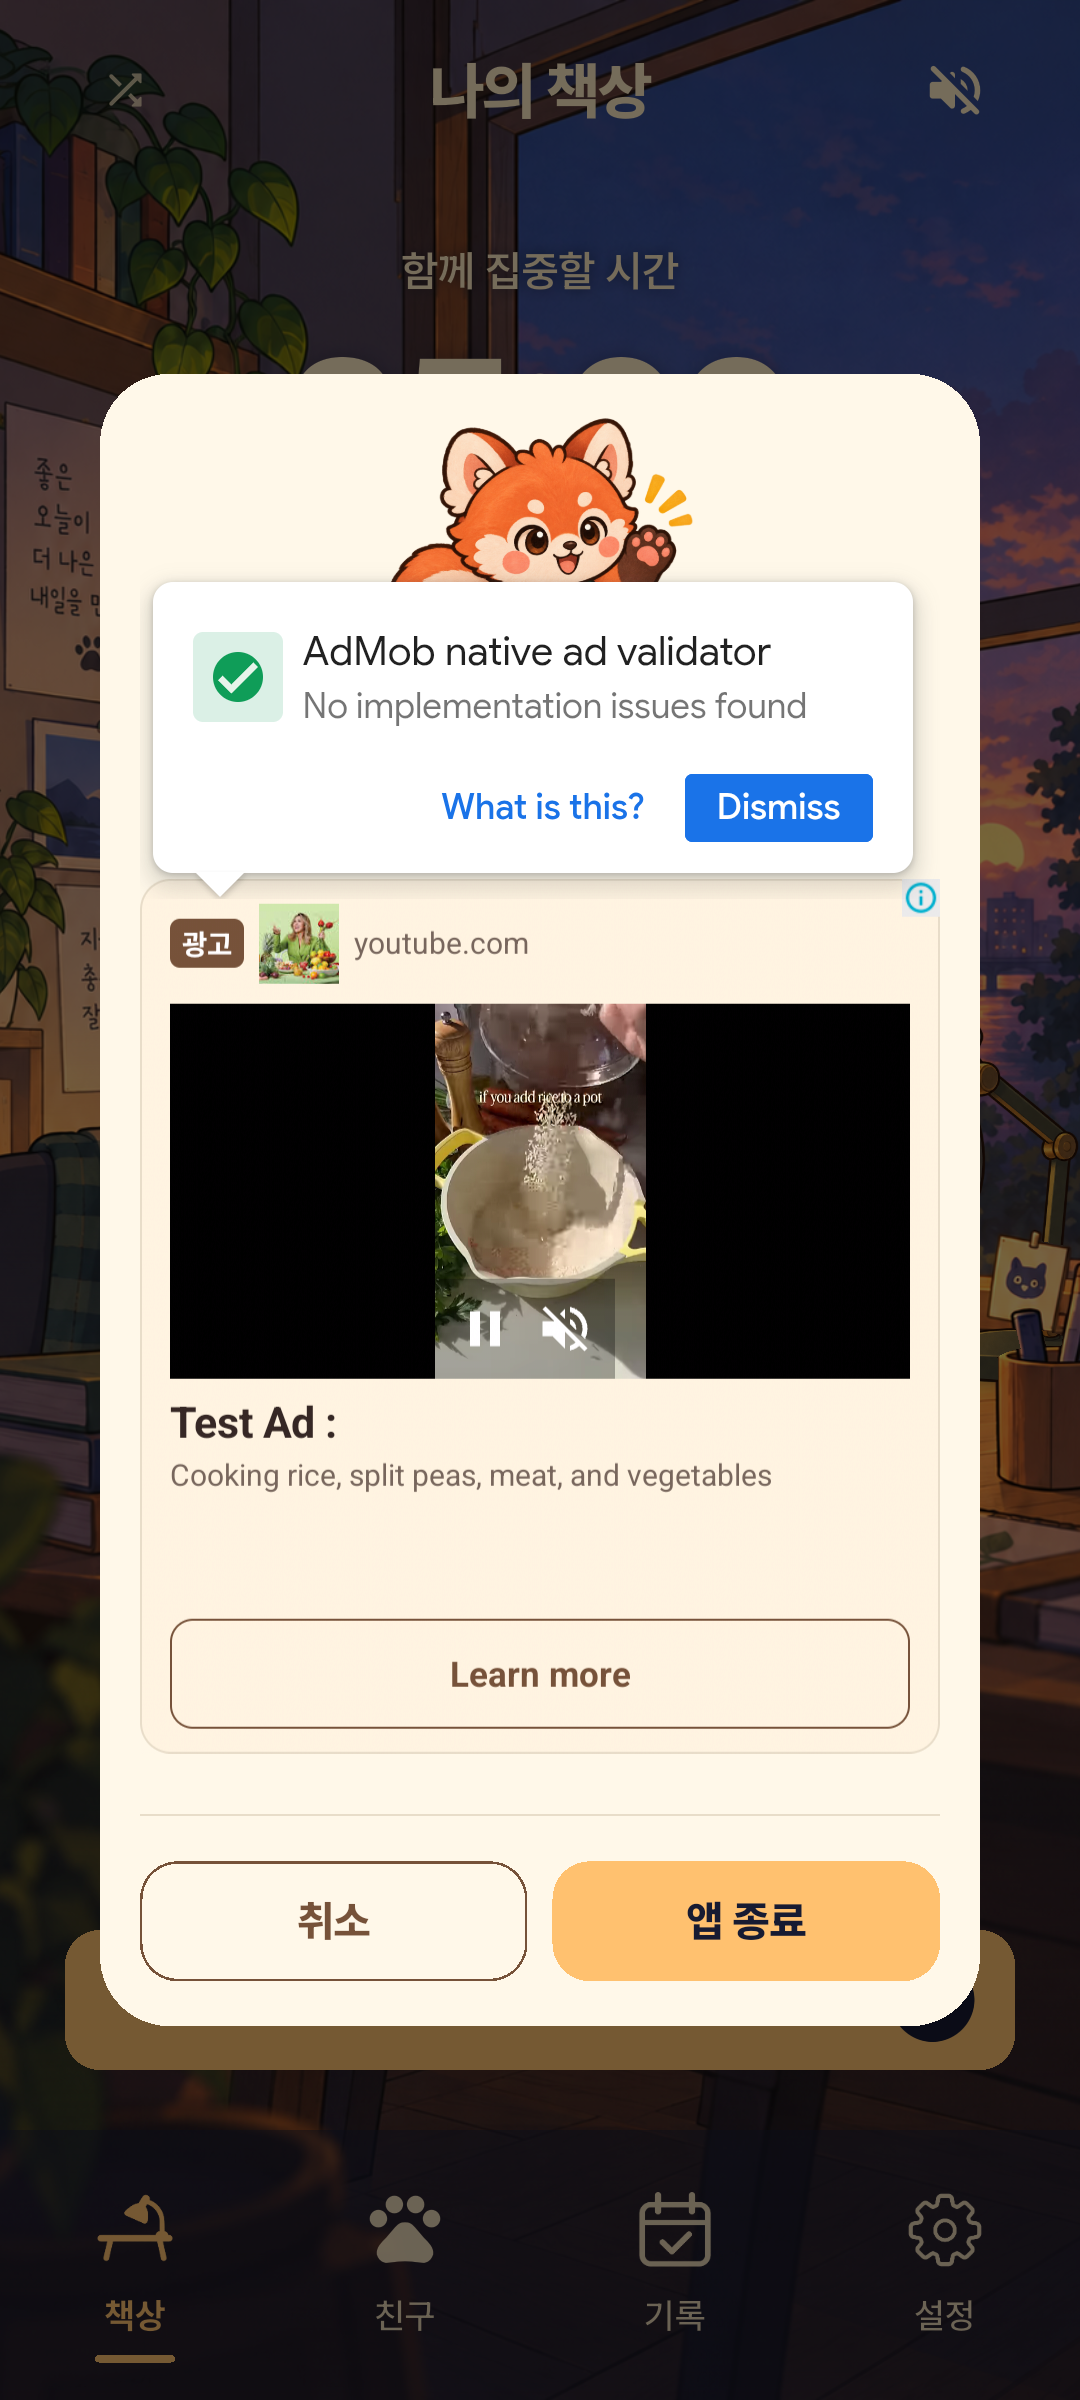 나의 책상
함께 집중할 시간
좋은
오늘이
더 나은
내일을
AdMob native ad validator
No implementation issues found
What is this?
Dismiss
광고
youtube.com
if you add rice to a pot
Test Ad :
Cooking rice, split peas, meat, and vegetables
Learn more
취소
앱 종료
책상
친구
기록
설정